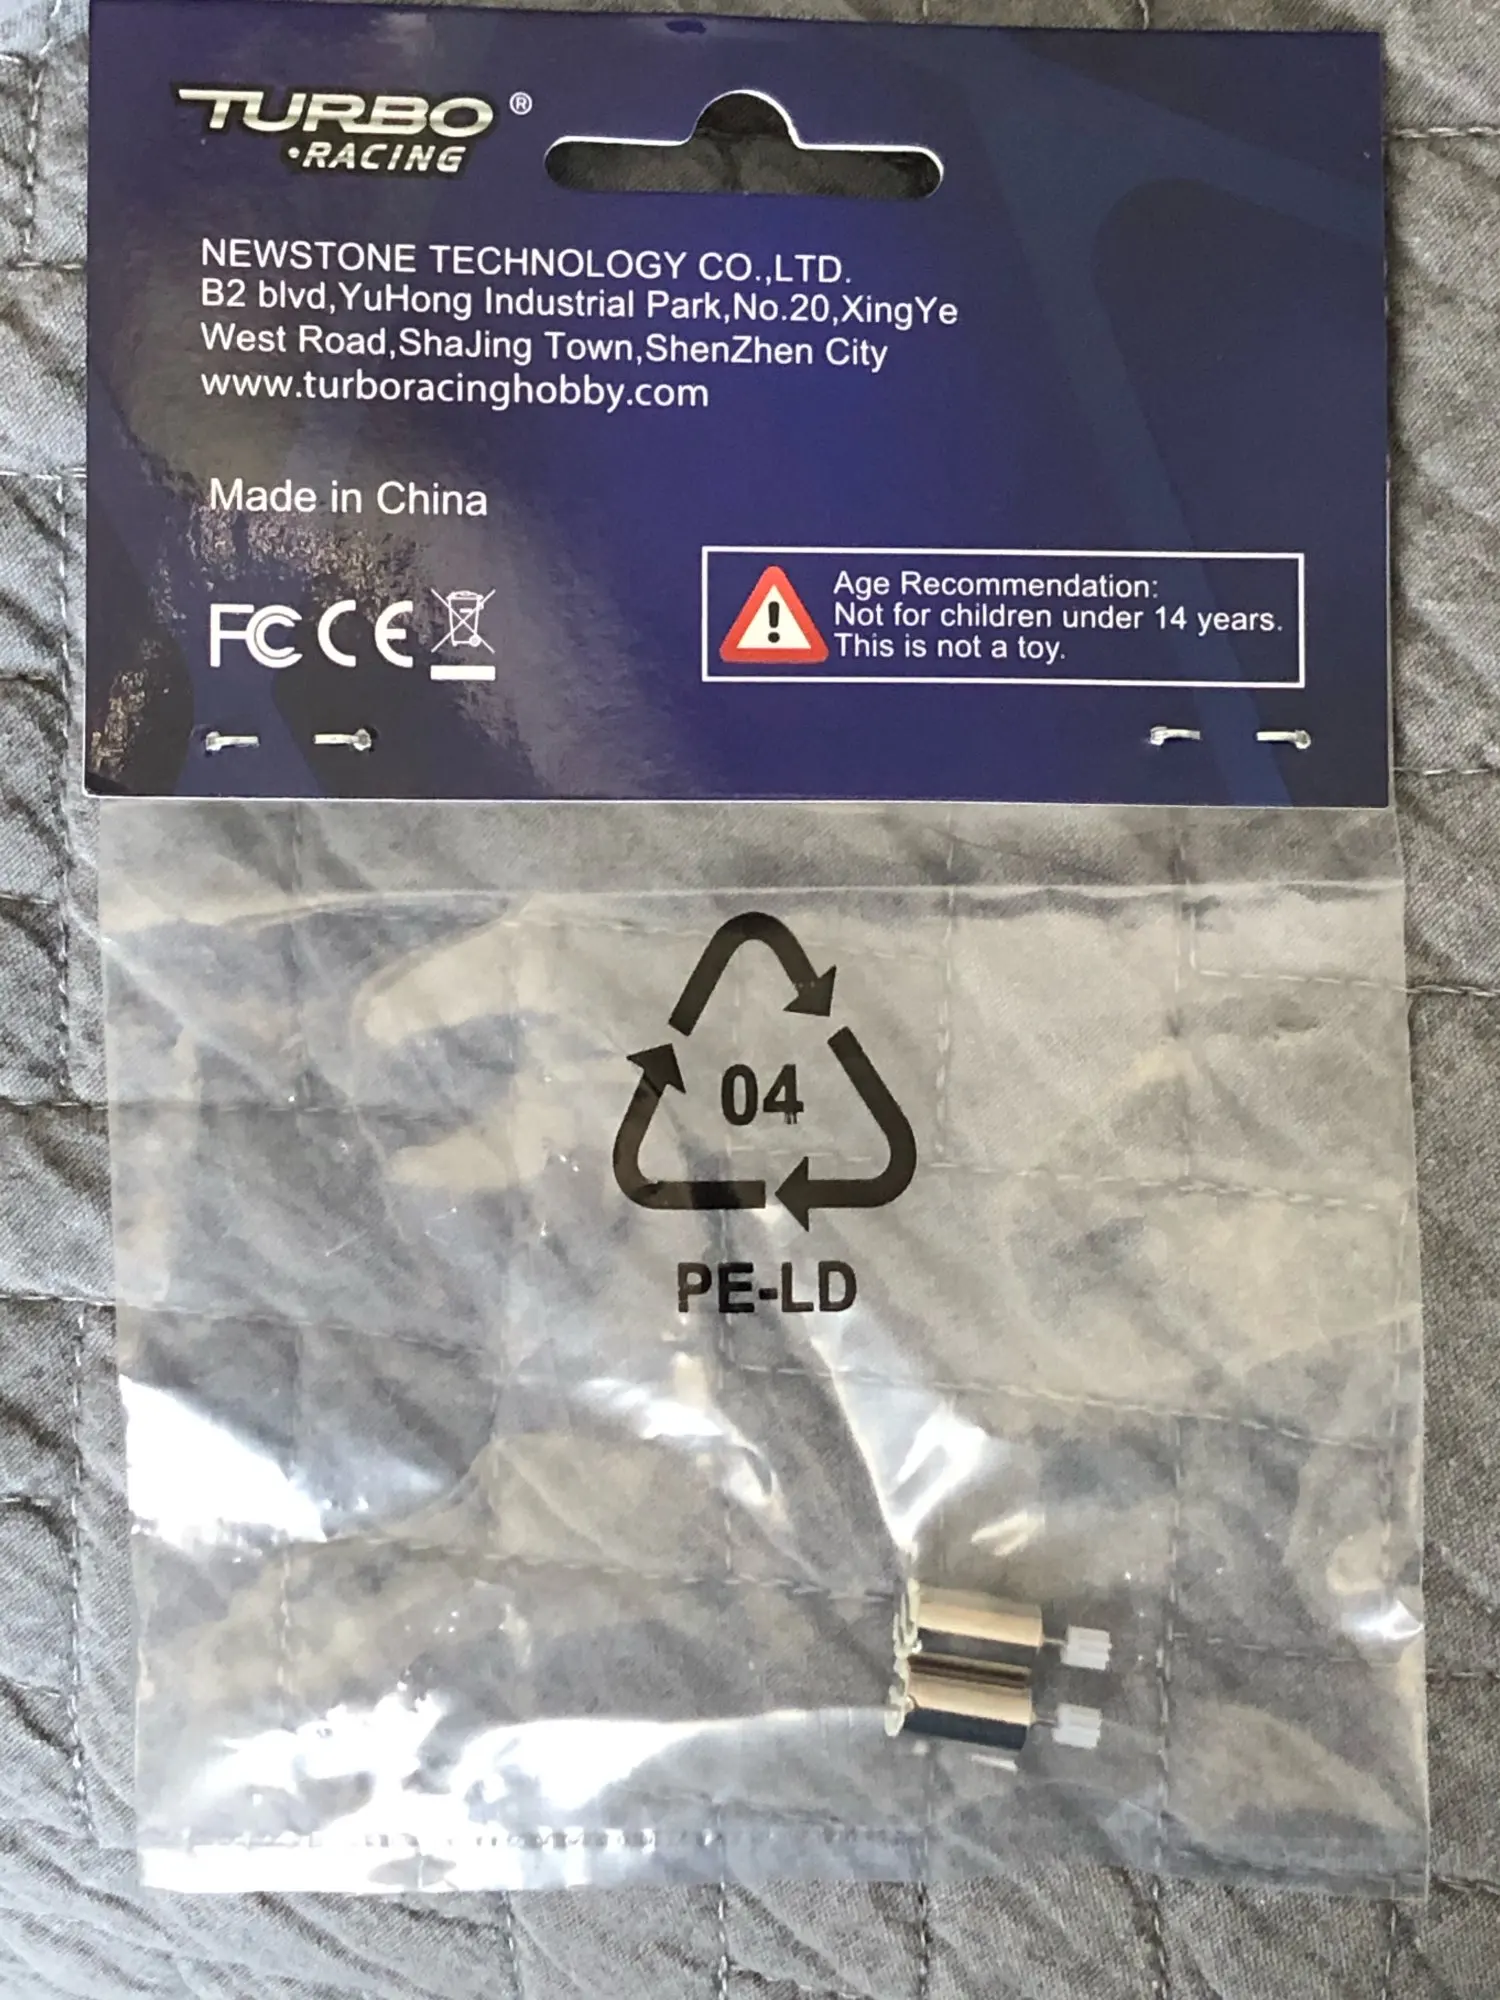 TURBO ®
•RACING
NEWSTONE TECHNOLOGY CO.,LTD.
B2 blvd,YuHong Industrial Park,No.20,XingYe
West Road,ShaJing Town,ShenZhen City
www.turboracinghobby.com
Made in China
FC CE
Age Recommendation:
Not for children under 14 years.
This is not a toy.
04
PE-LD